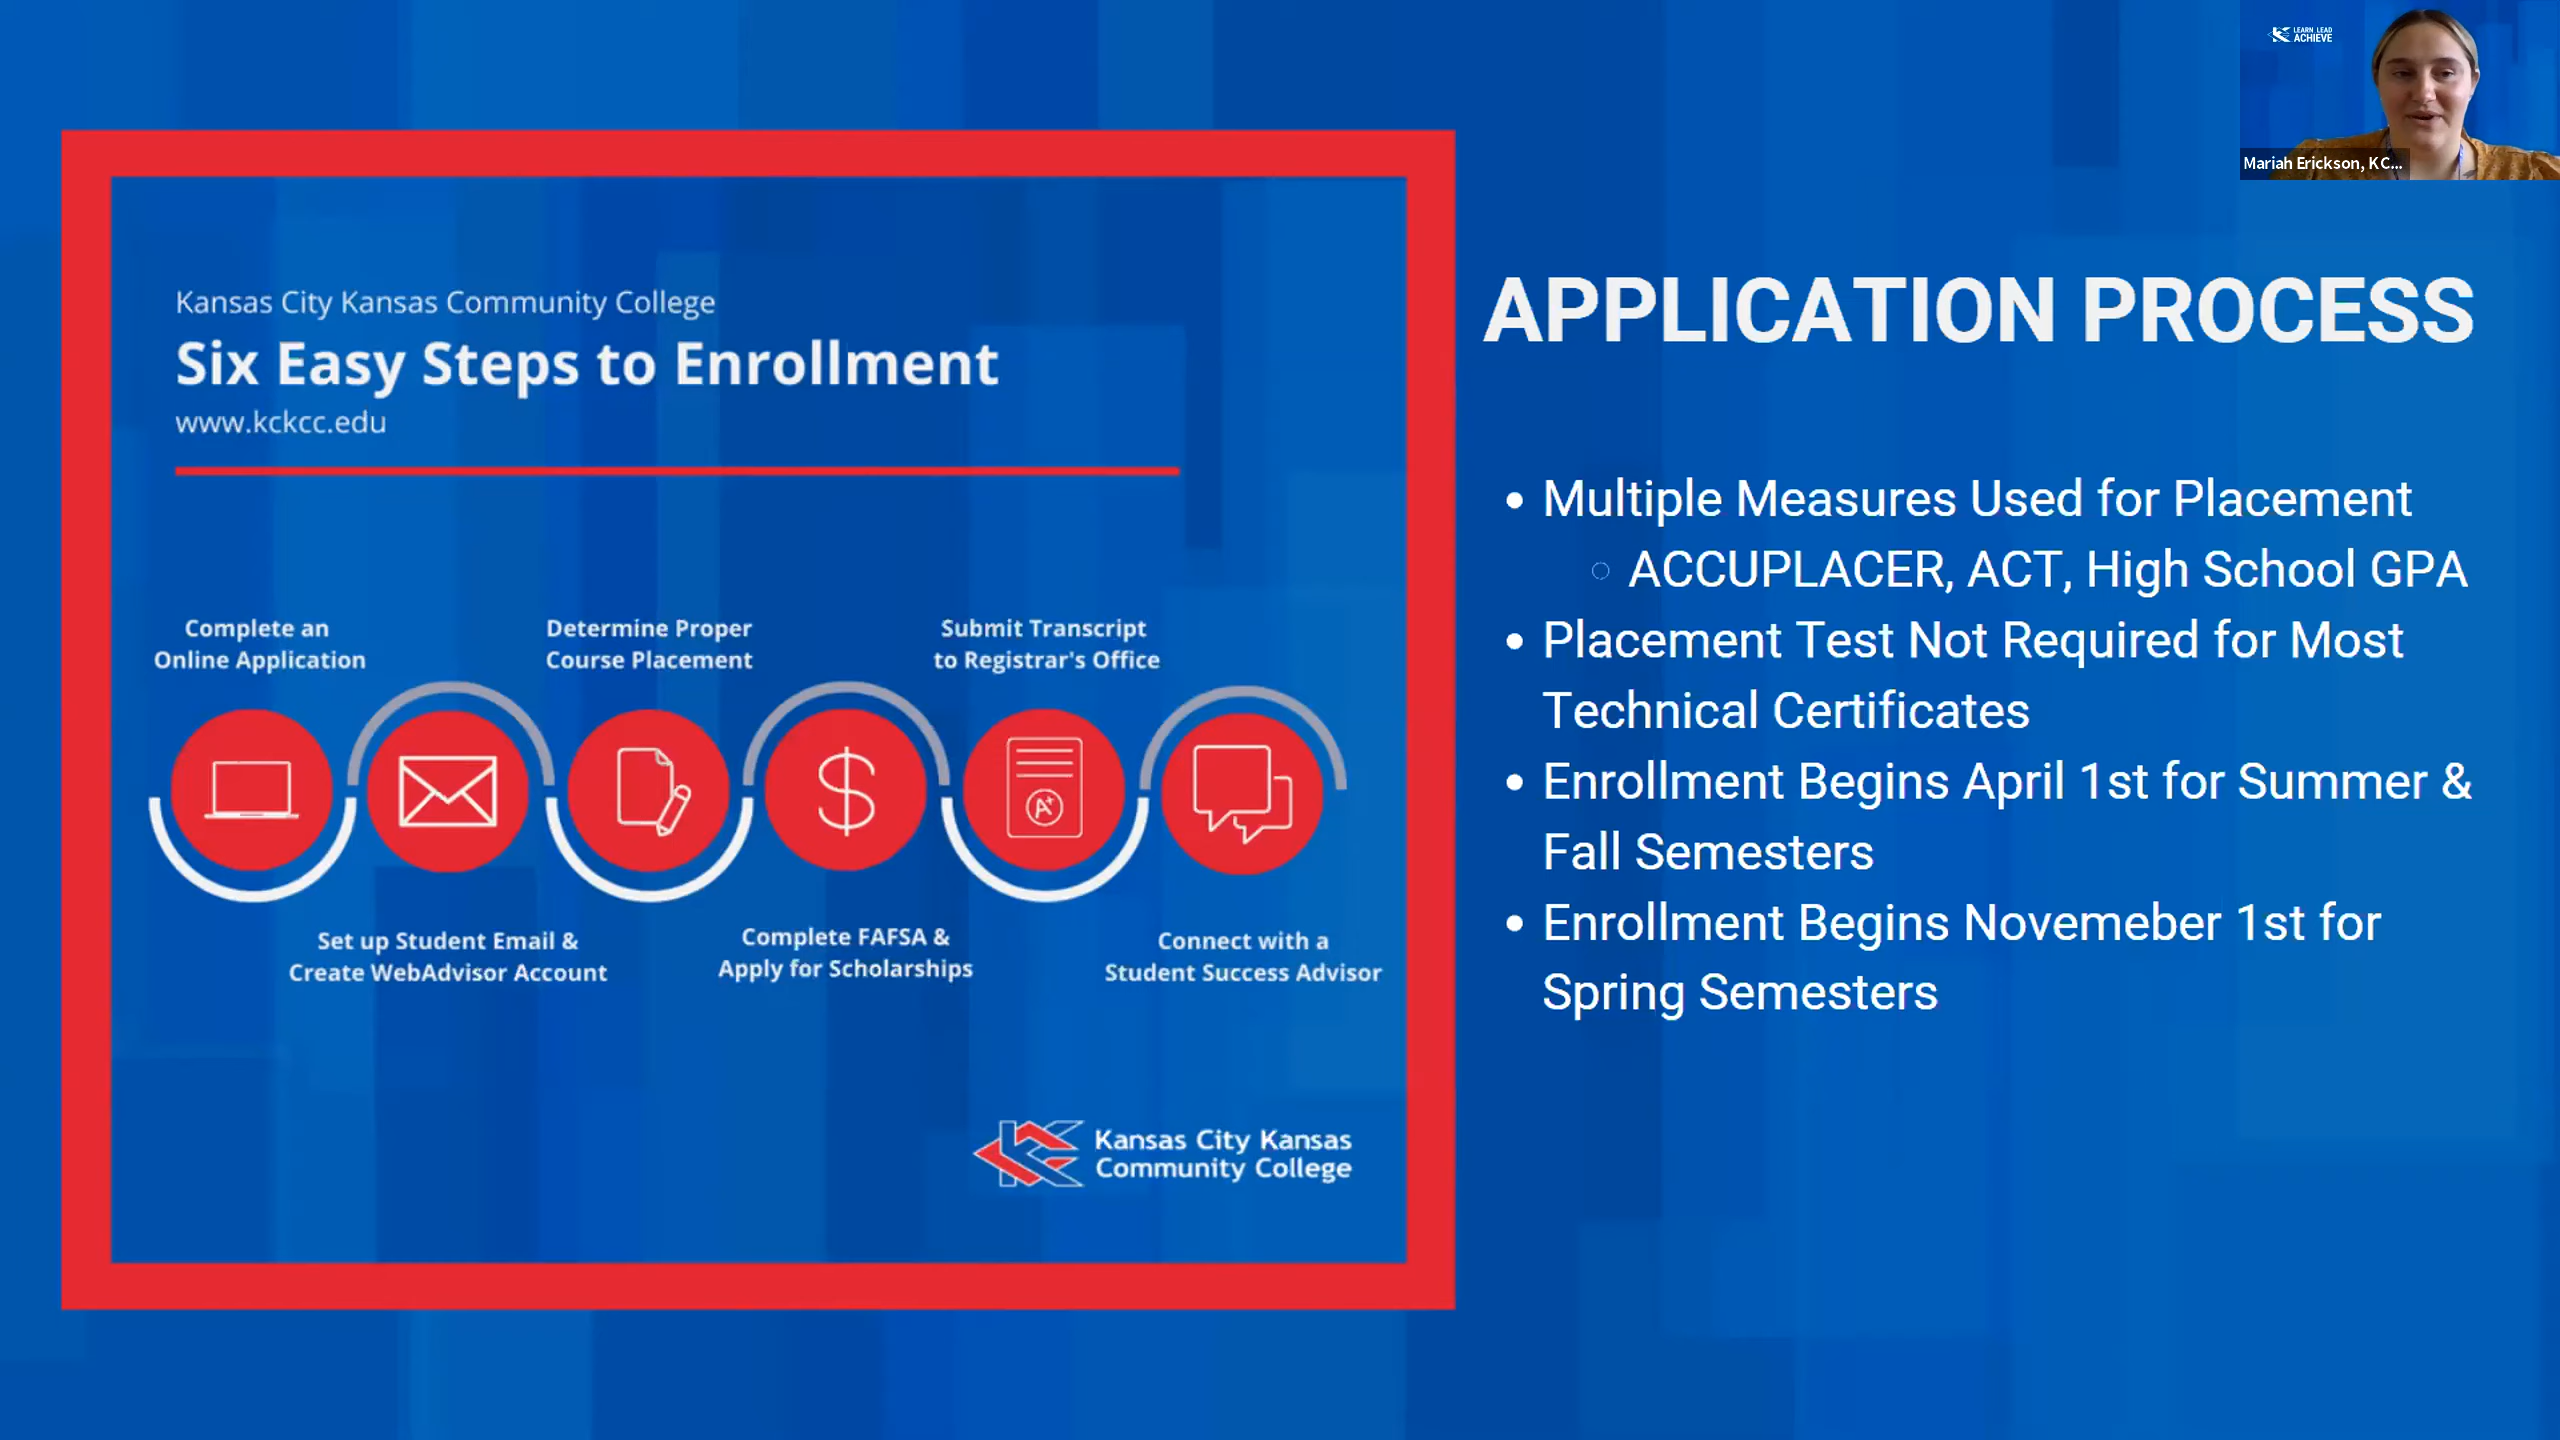 LEARN LEAD
ACHIEVE
Mariah Erickson, KC...
Kansas City Kansas Community College
Six Easy Steps to Enrollment
www.kckcc.edu
Complete an
Online Application
Set up Student Email &
Create WebAdvisor Account
Determine Proper
Course Placement
Complete FAFSA &
Apply for Scholarships
Submit Transcript
to Registrar's Office
A+
Connect with a
Student Success Advisor
Kansas City Kansas
Community College
APPLICATION PROCESS
• Multiple Measures Used for Placement
○ ACCUPLACER, ACT, High School GPA
• Placement Test Not Required for Most
Technical Certificates
• Enrollment Begins April 1st for Summer &
Fall Semesters
• Enrollment Begins Novemeber 1st for
Spring Semesters